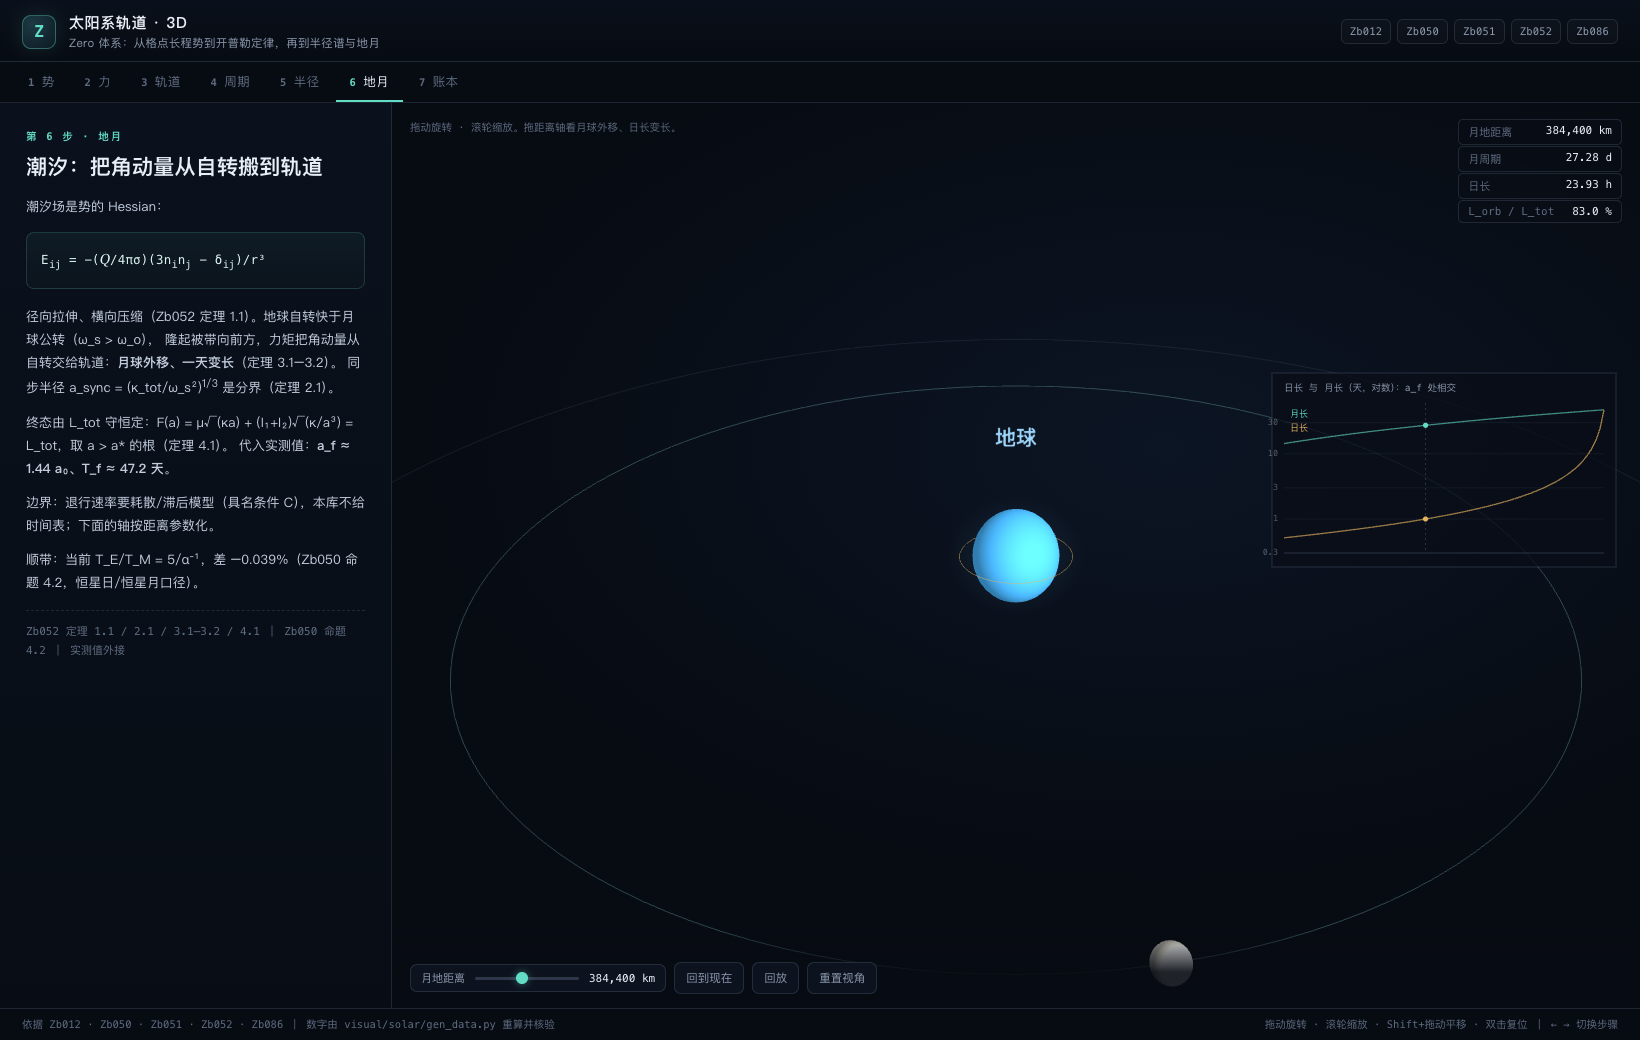 Z
太阳系轨道 · 3D
Zero 体系：从格点长程势到开普勒定律，再到半径谱与地月
Zb012 Zb050 Zb051 Zb052 Zb086
1 势 2 力 3 轨道 4 周期 5 半径 6 地月 7 账本
第 6 步 · 地月
潮汐：把角动量从自转搬到轨道
潮汐场是势的 Hessian：
E_ij = −(Q/4πσ)(3n_i n_j − δ_ij)/r³
径向拉伸、横向压缩（Zb052 定理 1.1）。地球自转快于月
球公转（ω_s > ω_o）， 隆起被带向前方，力矩把角动量从
自转交给轨道：月球外移、一天变长（定理 3.1—3.2）。 同
步半径 a_sync = (κ_tot/ω_s²)^1/3 是分界（定理 2.1）。
终态由 L_tot 守恒定：F(a) = μ√(κa) + (I₁+I₂)√(κ/a³) =
L_tot，取 a > a* 的根（定理 4.1）。 代入实测值：a_f ≈
1.44 a₀、T_f ≈ 47.2 天。
边界：退行速率要耗散/滞后模型（具名条件 C），本库不给
时间表；下面的轴按距离参数化。
顺带：当前 T_E/T_M = 5/α⁻¹，差 −0.039%（Zb050 命
题 4.2，恒星日/恒星月口径）。
Zb052 定理 1.1 / 2.1 / 3.1—3.2 / 4.1 | Zb050 命题
4.2 | 实测值外接
拖动旋转 · 滚轮缩放。拖距离轴看月球外移、日长变长。
月地距离 384,400 km
月周期 27.28 d
日长 23.93 h
L_orb / L_tot 83.0 %
地球
日长 与 月长（天，对数）：a_f 处相交
月长
日长
30
10
3
1
0.3
月地距离 384,400 km 回到现在 回放 重置视角
依据 Zb012 · Zb050 · Zb051 · Zb052 · Zb086 | 数字由 visual/solar/gen_data.py 重算并核验
拖动旋转 · 滚轮缩放 · Shift+拖动平移 · 双击复位 | ← → 切换步骤